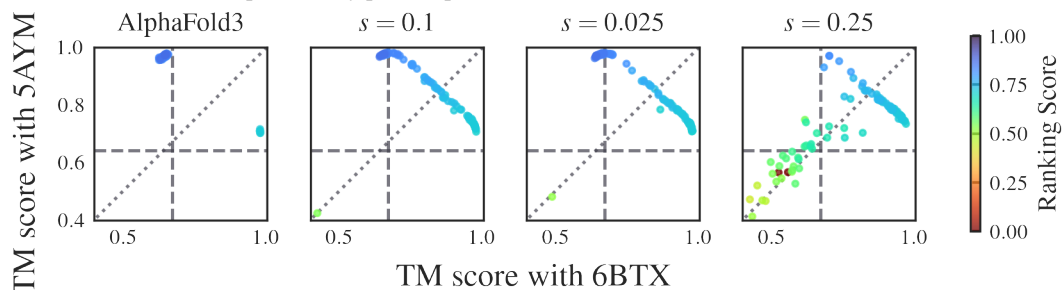 AlphaFold3
s = 0.1
s = 0.025
s = 0.25
TM score with 5AYM
1.0
0.8
0.6
0.4
0.5
1.0
0.5
1.0
0.5
1.0
0.5
1.0
TM score with 6BTX
1.00
0.75
0.50
0.25
0.00
Ranking Score